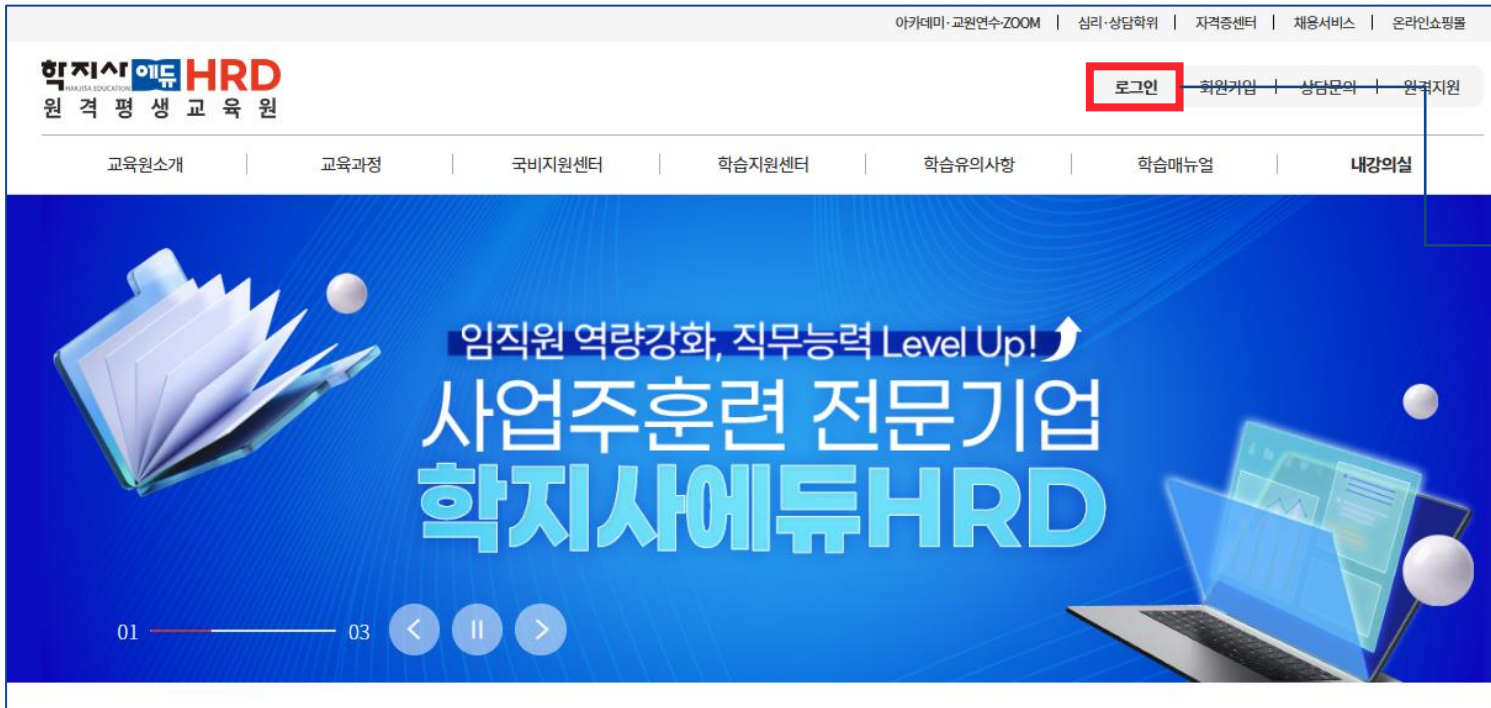 아카데미·교원연수·ZOOM | 심리·상담학위 | 자격증센터 | 채용서비스 | 온라인쇼핑몰
학지사 에듀 HRD
HAKJISA EDUCATION
원격평생교육원
로그인 회원가입 | 상담문의 | 원격지원
교육원소개 | 교육과정 | 국비지원센터 | 학습지원센터 | 학습유의사항 | 학습매뉴얼 | 내강의실
임직원 역량강화, 직무능력 Level Up!
사업주훈련 전문기업
학지사에듀HRD
01 03